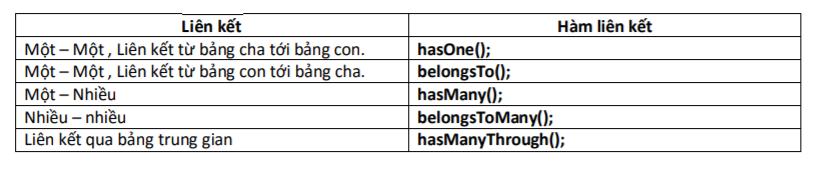 Liên kết Hàm liên kết
Một – Một , Liên kết từ bảng cha tới bảng con. hasOne();
Một – Một , Liên kết từ bảng con tới bảng cha. belongsTo();
Một – Nhiều hasMany();
Nhiều – nhiều belongsToMany();
Liên kết qua bảng trung gian hasManyThrough();